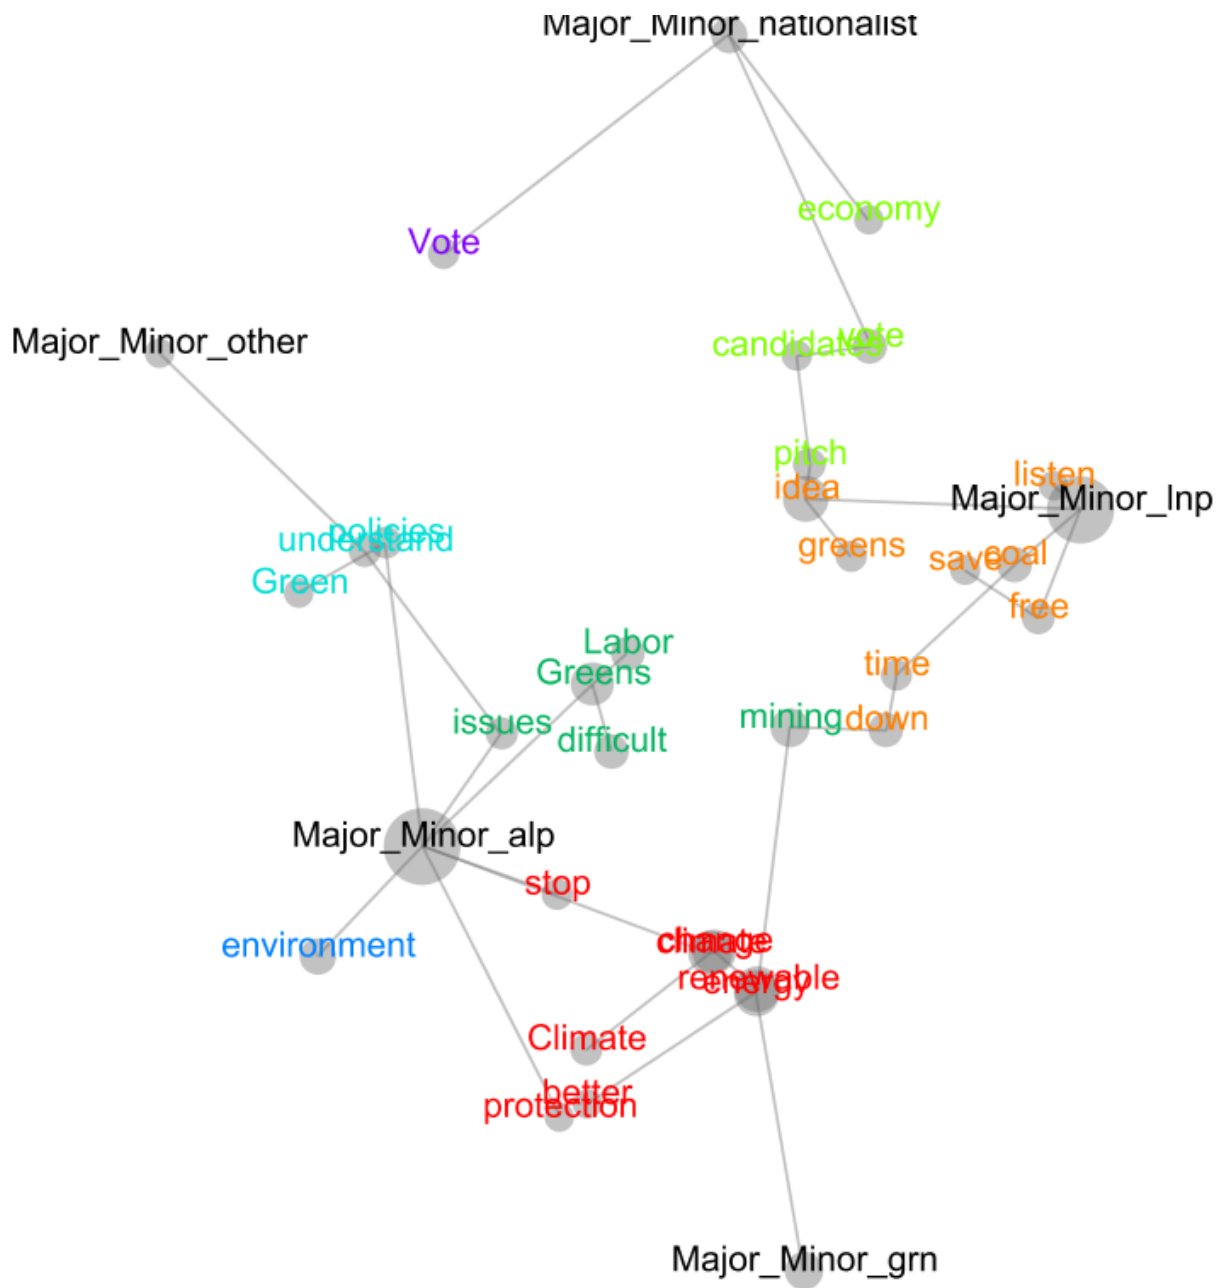 Major_Minor_nationalist
economy
Vote
Major_Minor_other
vote
candidates
pitch
listen
idea
Major_Minor_lnp
policies
understand
greens
save
coal
Green
free
Labor
time
Greens
issues
mining
down
difficult
Major_Minor_alp
stop
environment
change
climate
renewable
energy
Climate
better
protection
Major_Minor_grn